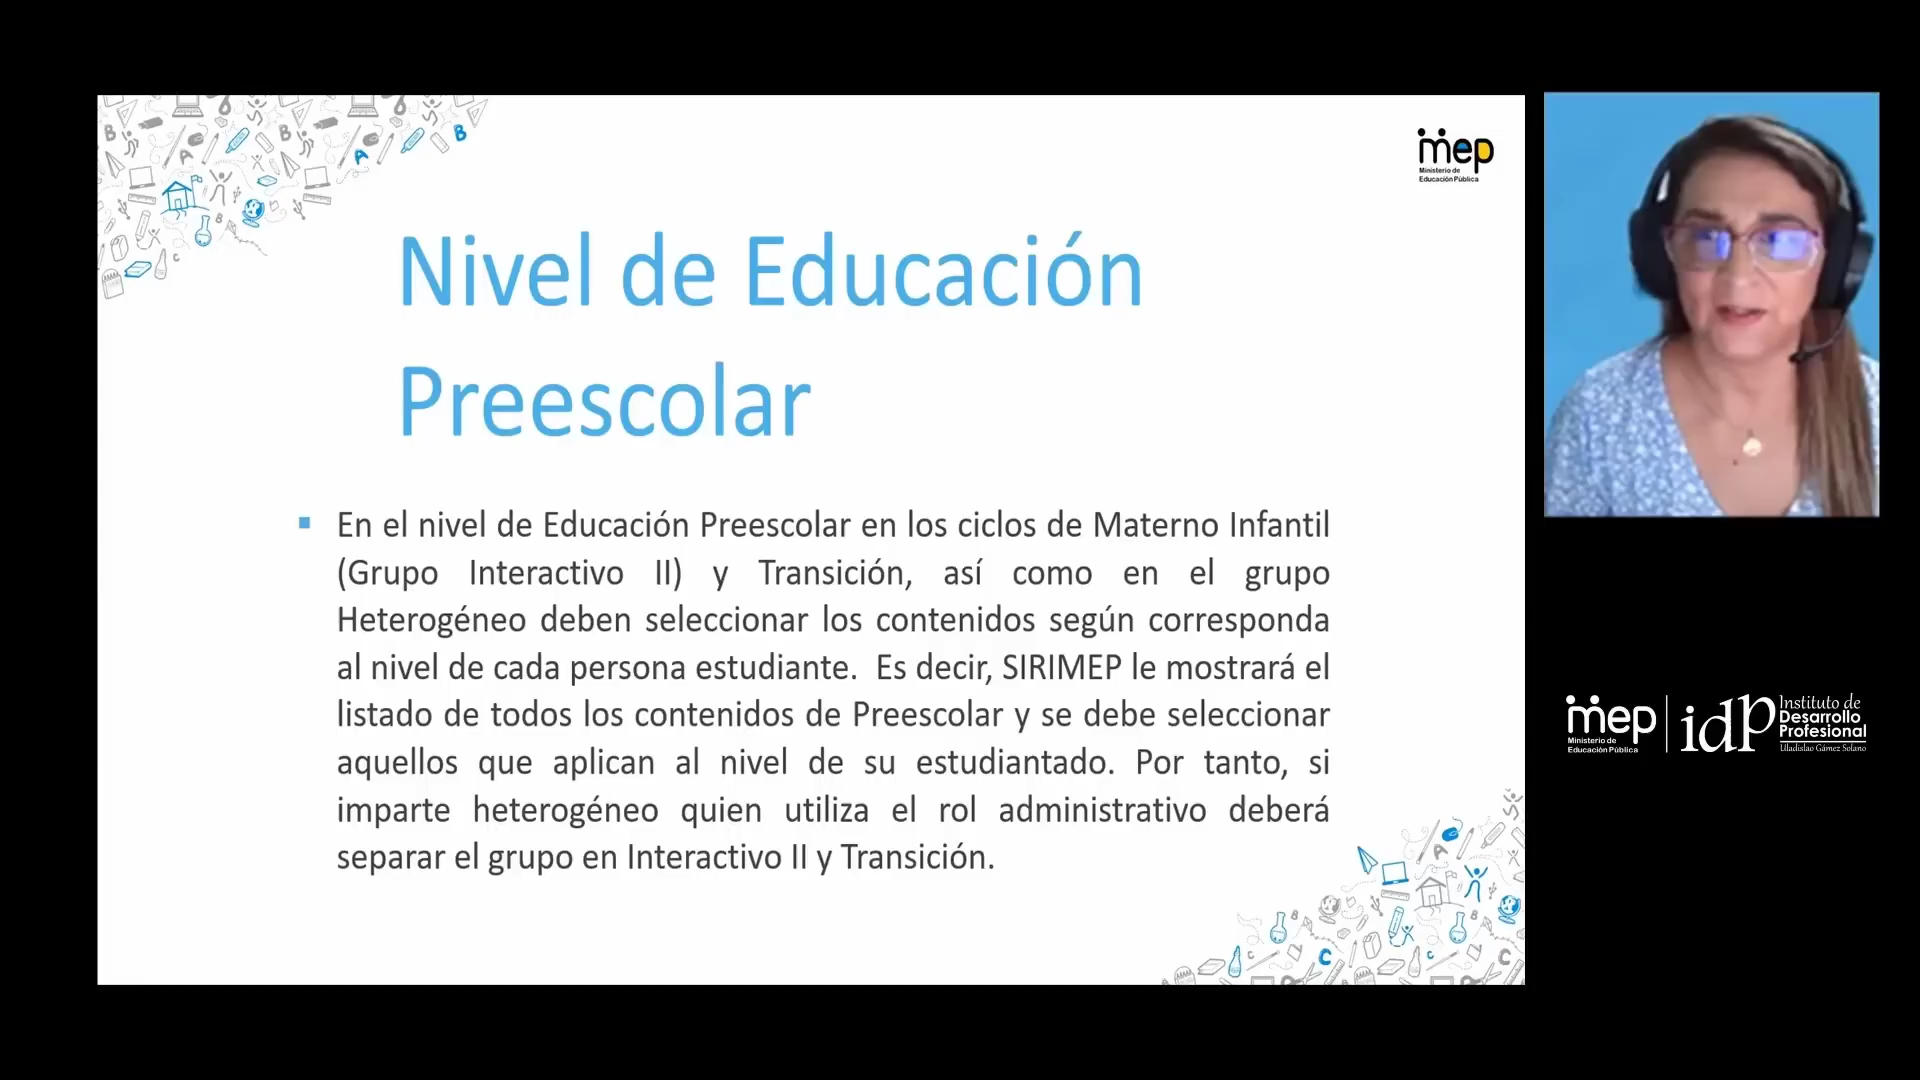 mep
Ministerio de
Educación Pública
Nivel de Educación
Preescolar
En el nivel de Educación Preescolar en los ciclos de Materno Infantil
(Grupo Interactivo II) y Transición, así como en el grupo
Heterogéneo deben seleccionar los contenidos según corresponda
al nivel de cada persona estudiante. Es decir, SIRIMEP le mostrará el
listado de todos los contenidos de Preescolar y se debe seleccionar
aquellos que aplican al nivel de su estudiantado. Por tanto, si
imparte heterogéneo quien utiliza el rol administrativo deberá
separar el grupo en Interactivo II y Transición.
mep
Ministerio de
Educación Pública
idp
Instituto de
Desarrollo
Profesional
Uladislao Gámez Solano